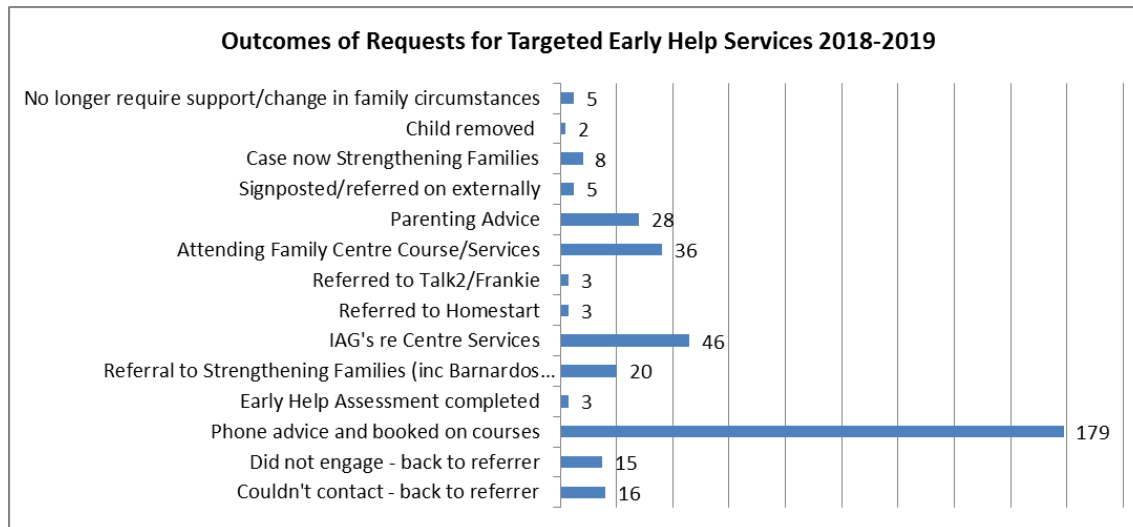 Outcomes of Requests for Targeted Early Help Services 2018-2019
No longer require support/change in family circumstances 5
Child removed 2
Case now Strengthening Families 8
Signposted/referred on externally 5
Parenting Advice 28
Attending Family Centre Course/Services 36
Referred to Talk2/Frankie 3
Referred to Homestart 3
IAG's re Centre Services 46
Referral to Strengthening Families (inc Barnardos... 20
Early Help Assessment completed 3
Phone advice and booked on courses 179
Did not engage - back to referrer 15
Couldn't contact - back to referrer 16